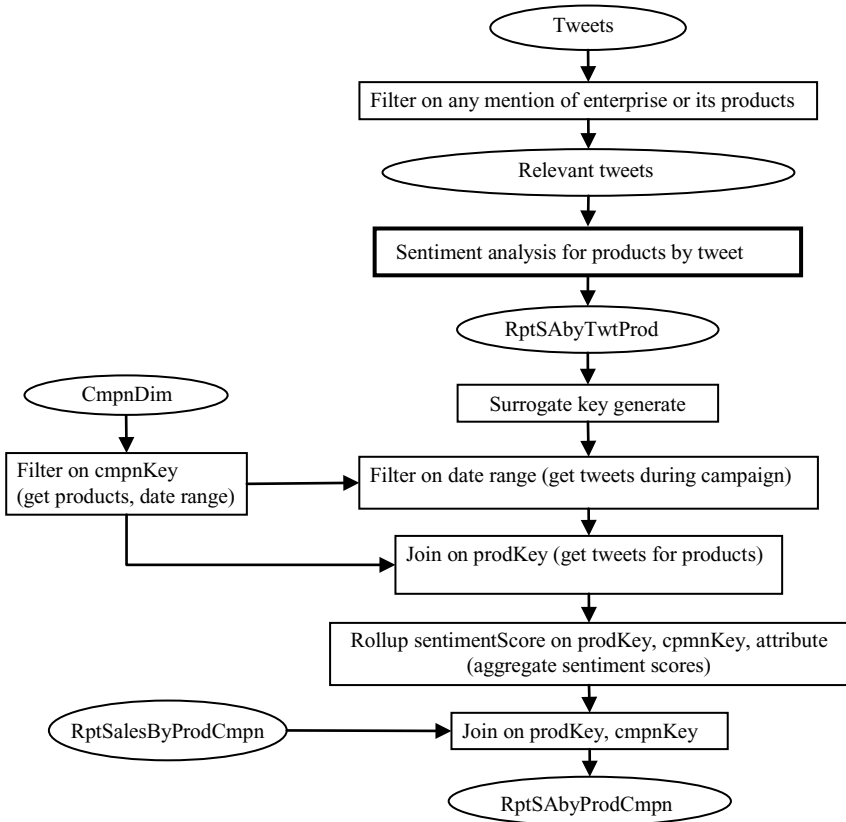 Tweets
Filter on any mention of enterprise or its products
Relevant tweets
Sentiment analysis for products by tweet
RptSAbyTwtProd
CmpnDim
Surrogate key generate
Filter on cmpnKey
(get products, date range)
Filter on date range (get tweets during campaign)
Join on prodKey (get tweets for products)
Rollup sentimentScore on prodKey, cpmnKey, attribute
(aggregate sentiment scores)
RptSalesByProdCmpn
Join on prodKey, cmpnKey
RptSAbyProdCmpn